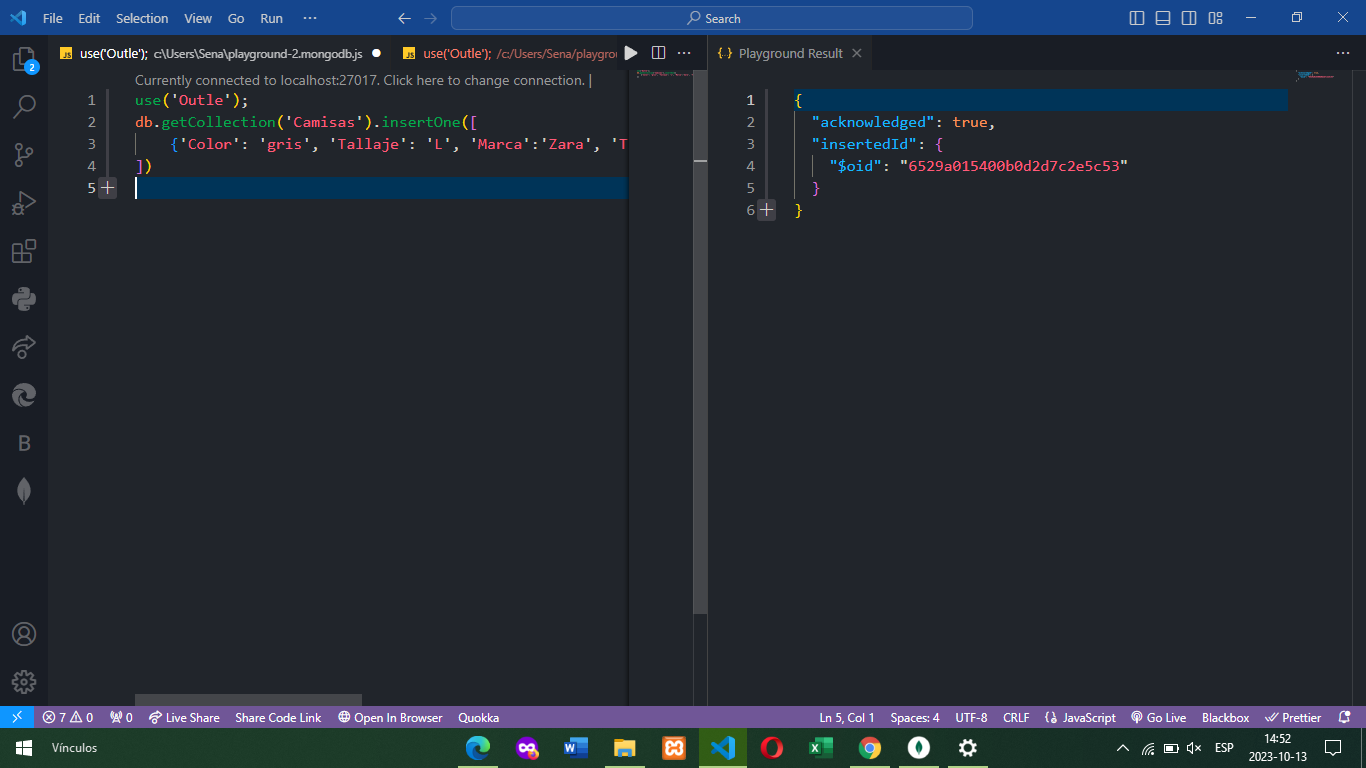 File Edit Selection View Go Run ···
Search
use('Outle'); c:\Users\Sena\playground-2.mongodb.js
use('Outle'); /c:/Users/Sena/playgrou
Playground Result
Currently connected to localhost:27017. Click here to change connection. |
1 use('Outle');
2 db.getCollection('Camisas').insertOne([
3 {'Color': 'gris', 'Tallaje': 'L', 'Marca':'Zara', 'T
4 ])
5
1 {
2 "acknowledged": true,
3 "insertedId": {
4 "$oid": "6529a015400b0d2d7c2e5c53"
5 }
6 }
2
B
7 0 0 Live Share Share Code Link Open In Browser Quokka
Ln 5, Col 1 Spaces: 4 UTF-8 CRLF JavaScript Go Live Blackbox Prettier
Vínculos
ESP
14:52
2023-10-13